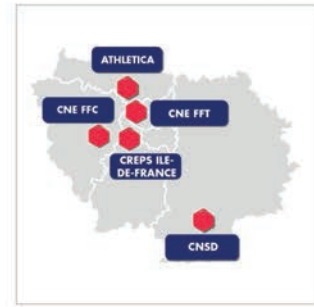 ATHLETICA
CNE FFC
CNE FFT
CREPS ILE-
DE-FRANCE
CNSD